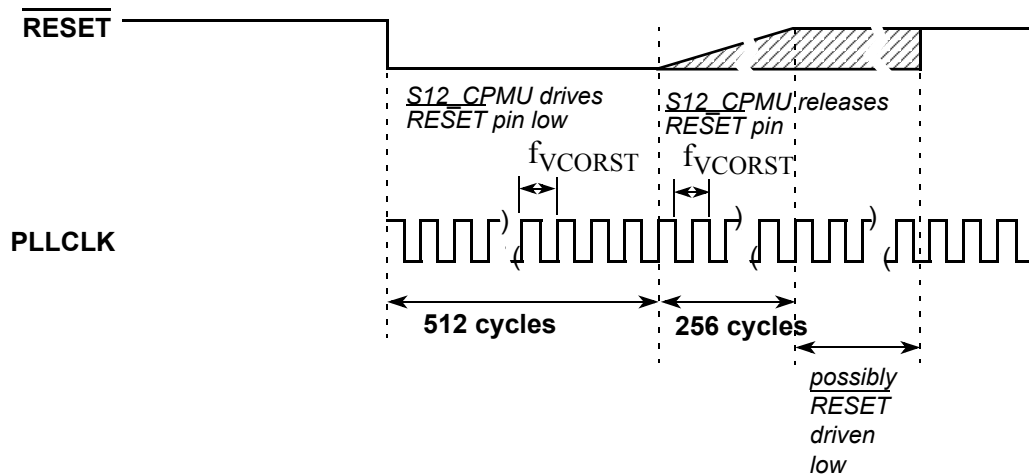 RESET
S12_CPMU drives
RESET pin low
S12_CPMU releases
RESET pin
fVCORST
fVCORST
PLLCLK
) ( ) ( ) (
512 cycles
256 cycles
possibly
RESET
driven
low